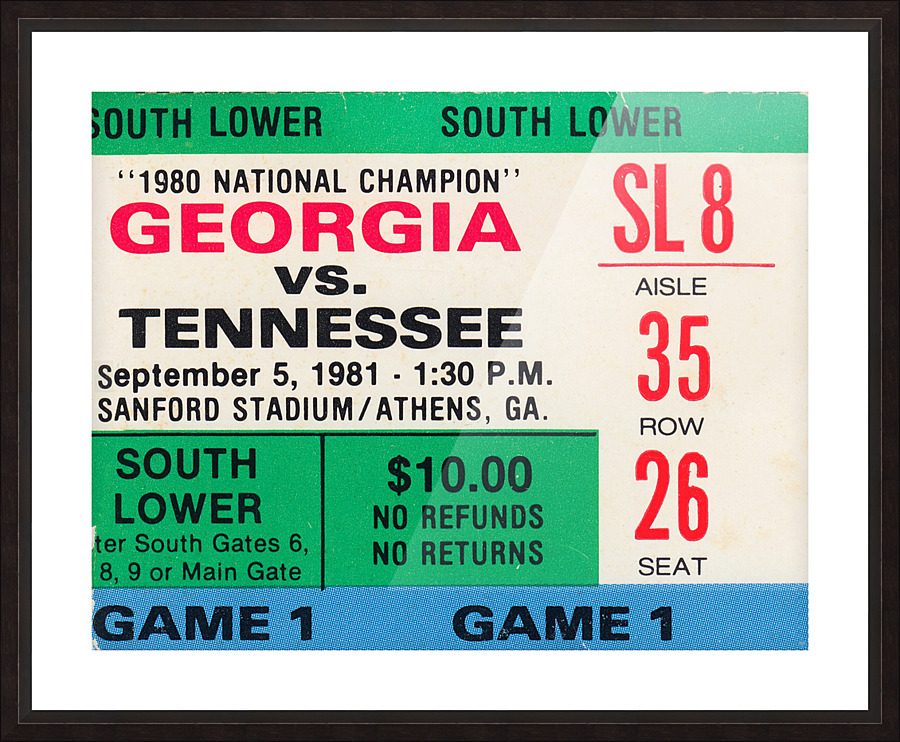 SOUTH LOWER SOUTH LOWER
"1980 NATIONAL CHAMPION"
GEORGIA
VS.
TENNESSEE
September 5, 1981 - 1:30 P.M.
SANFORD STADIUM/ATHENS, GA.
SL 8
AISLE
35
ROW
26
SEAT
SOUTH
LOWER
ter South Gates 6,
8, 9 or Main Gate
$10.00
NO REFUNDS
NO RETURNS
GAME 1 GAME 1